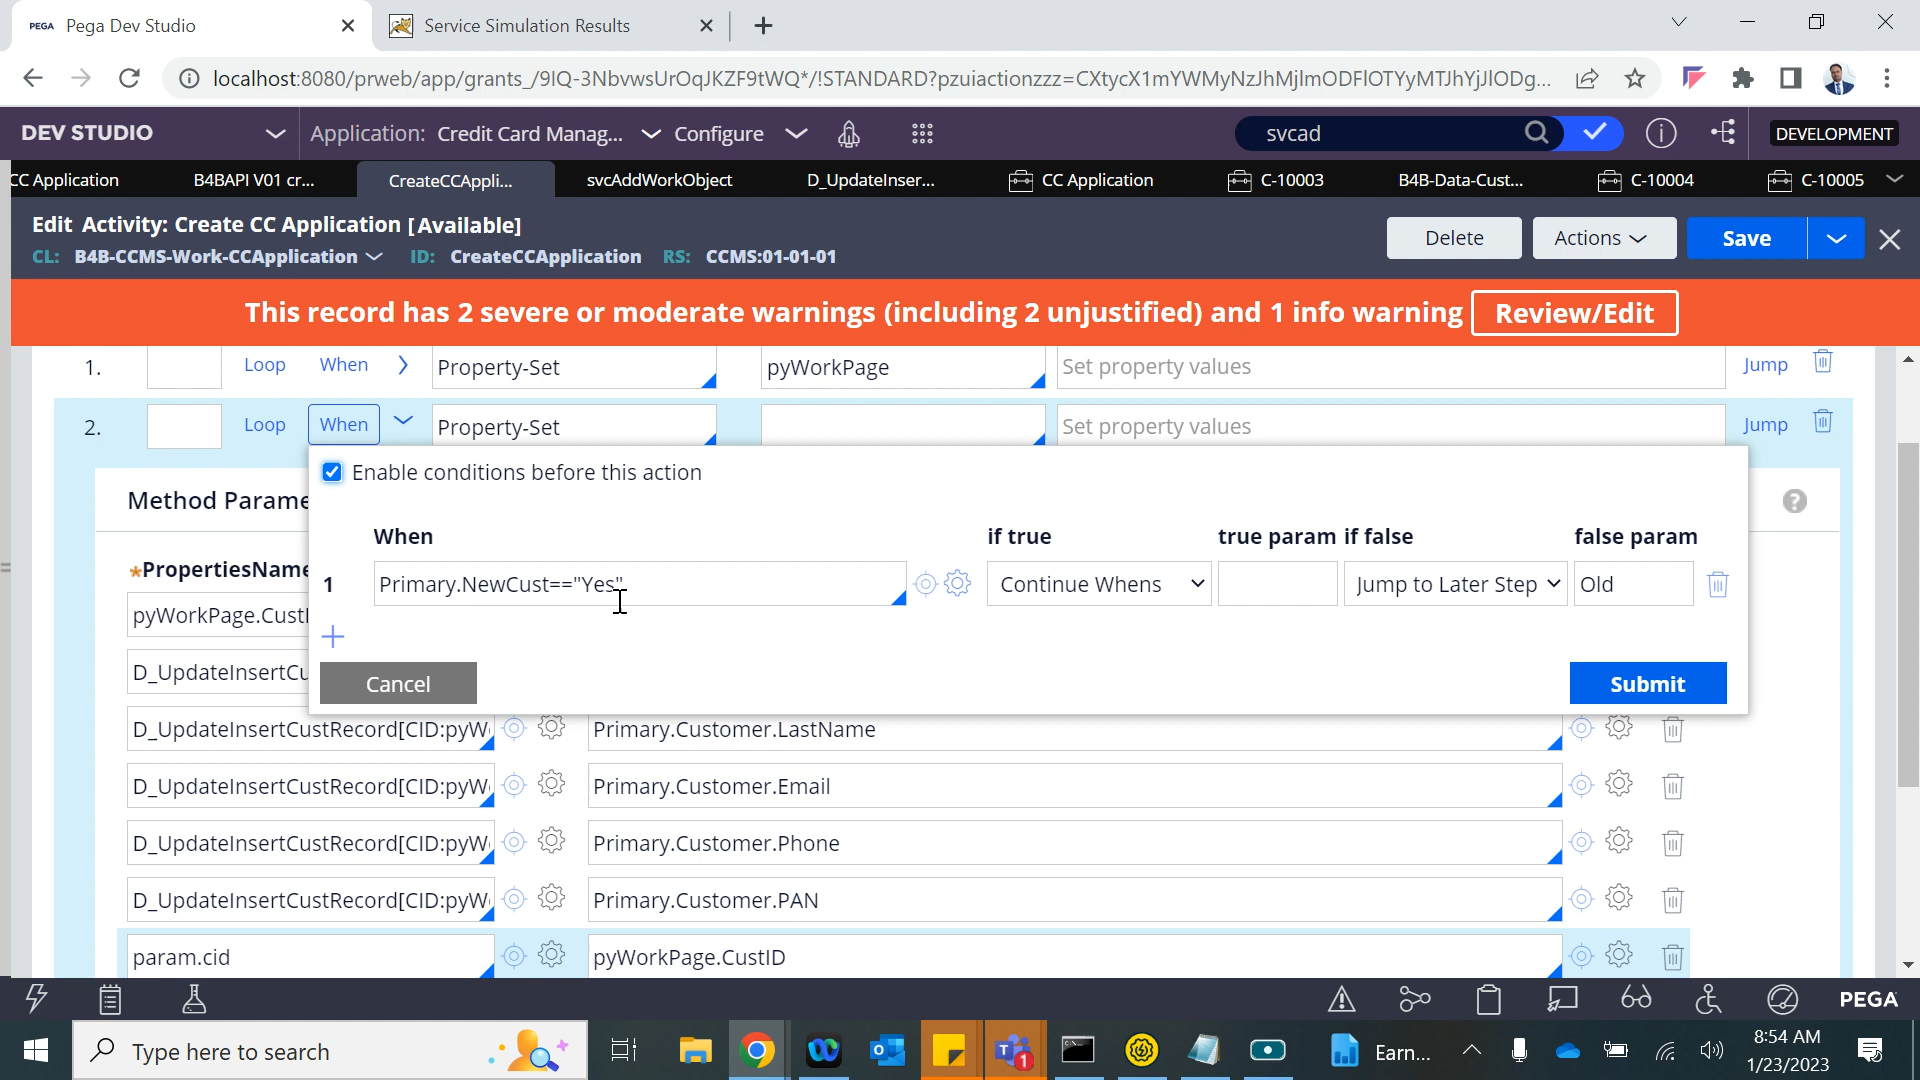 PEGA Pega Dev Studio
Service Simulation Results
localhost:8080/prweb/app/grants_/9IQ-3NbvwsUrOqJKZF9tWQ*/!STANDARD?pzuiactionzzz=CXtycX1mYWMyNzJhMjlmODFlOTYyMTJhYjJlODg...
DEV STUDIO Application: Credit Card Manag... Configure svcad DEVELOPMENT
CC Application B4BAPI V01 cr... CreateCCAppli... svcAddWorkObject D_UpdateInser... CC Application C-10003 B4B-Data-Cust... C-10004 C-10005
Edit Activity: Create CC Application [Available]
CL: B4B-CCMS-Work-CCApplication ID: CreateCCApplication RS: CCMS:01-01-01
Delete Actions Save
This record has 2 severe or moderate warnings (including 2 unjustified) and 1 info warning Review/Edit
1. Loop When Property-Set pyWorkPage Set property values Jump
2. Loop When Property-Set Set property values Jump
Enable conditions before this action
Method Parame
When if true true param if false false param
*PropertiesName
1 Primary.NewCust=="Yes" Continue Whens Jump to Later Step Old
pyWorkPage.CustI
D_UpdateInsertCu
Cancel Submit
D_UpdateInsertCustRecord[CID:pyW Primary.Customer.LastName
D_UpdateInsertCustRecord[CID:pyW Primary.Customer.Email
D_UpdateInsertCustRecord[CID:pyW Primary.Customer.Phone
D_UpdateInsertCustRecord[CID:pyW Primary.Customer.PAN
param.cid pyWorkPage.CustID
PEGA
Type here to search
1
Earn...
8:54 AM
1/23/2023